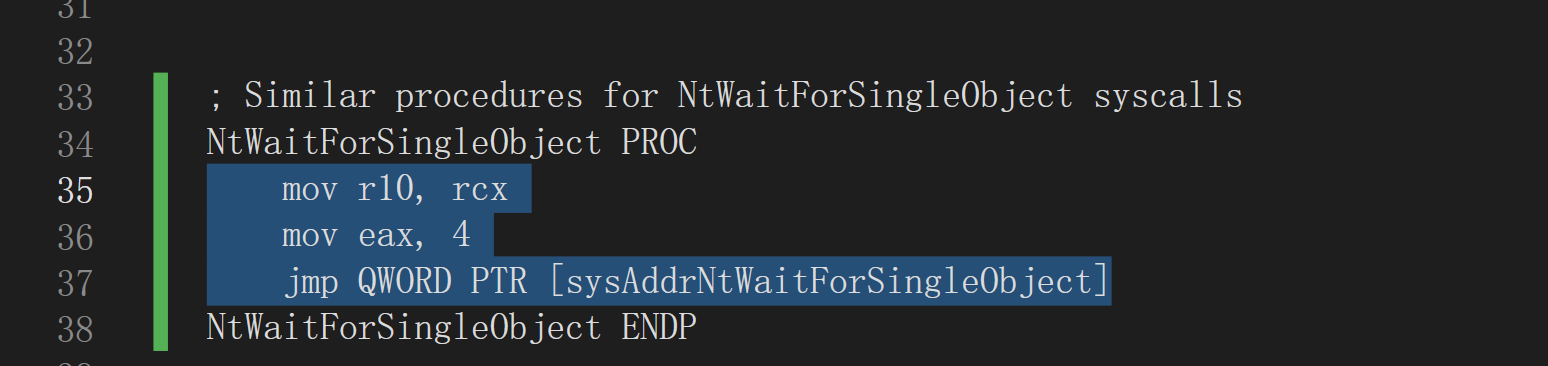 31
32
33 ; Similar procedures for NtWaitForSingleObject syscalls
34 NtWaitForSingleObject PROC
35 mov r10, rcx
36 mov eax, 4
37 jmp QWORD PTR [sysAddrNtWaitForSingleObject]
38 NtWaitForSingleObject ENDP